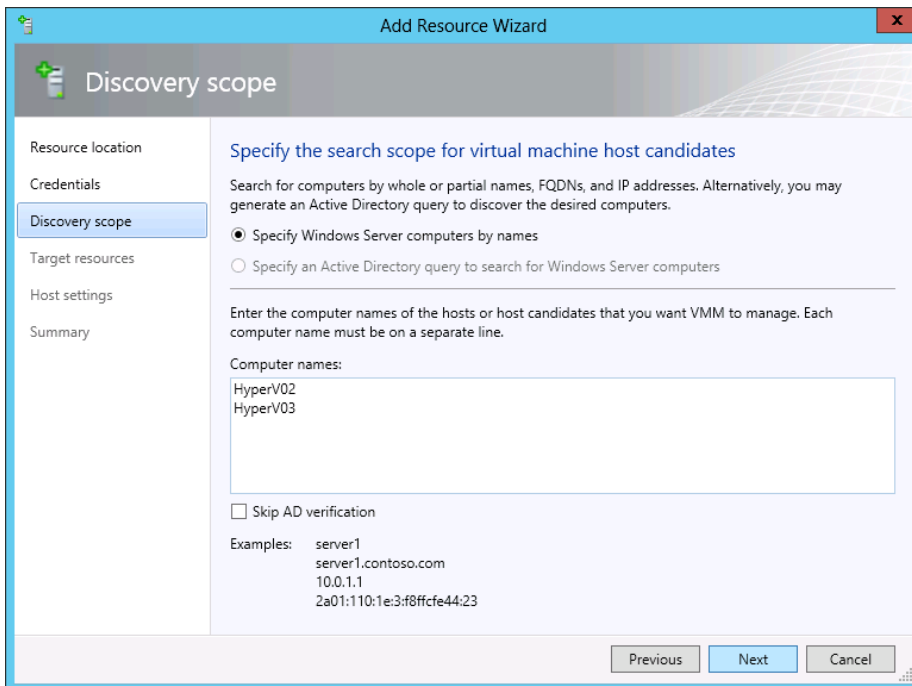 Add Resource Wizard
x
Discovery scope
Resource location
Credentials
Discovery scope
Target resources
Host settings
Summary
Specify the search scope for virtual machine host candidates
Search for computers by whole or partial names, FQDNs, and IP addresses. Alternatively, you may
generate an Active Directory query to discover the desired computers.
Specify Windows Server computers by names
Specify an Active Directory query to search for Windows Server computers
Enter the computer names of the hosts or host candidates that you want VMM to manage. Each
computer name must be on a separate line.
Computer names:
HyperV02
HyperV03
Skip AD verification
Examples: server1
server1.contoso.com
10.0.1.1
2a01:110:1e:3:f8ffcfe44:23
Previous Next Cancel